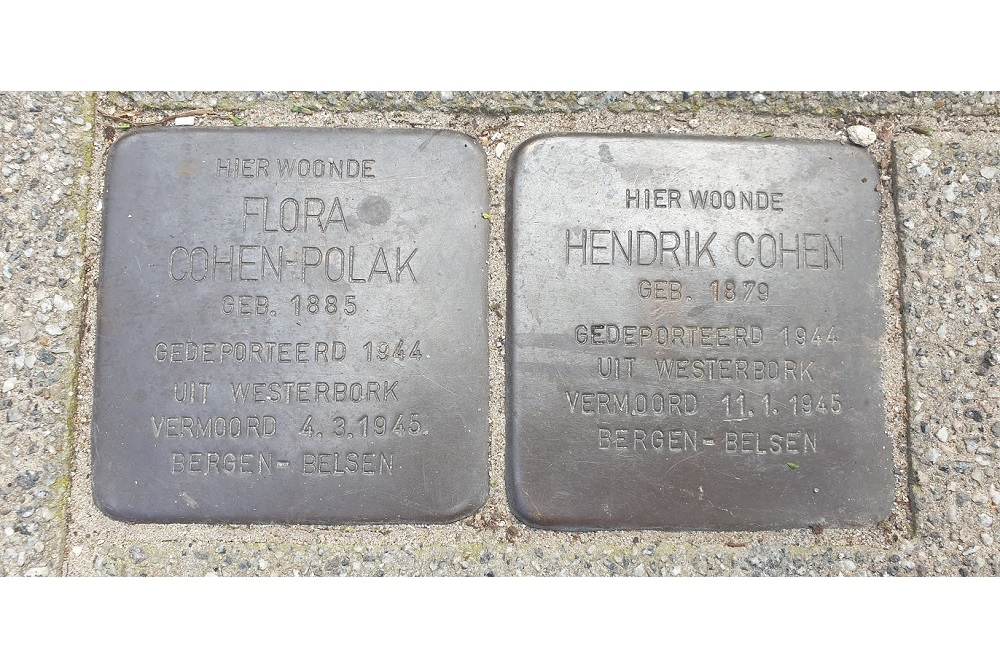 HIER WOONDE
FLORA
COHEN-POLAK
GEB. 1885
GEDEPORTEERD 1944
UIT WESTERBORK
VERMOORD 4.3.1945
BERGEN-BELSEN
HIER WOONDE
HENDRIK COHEN
GEB. 1879
GEDEPORTEERD 1944
UIT WESTERBORK
VERMOORD 11.1.1945
BERGEN-BELSEN